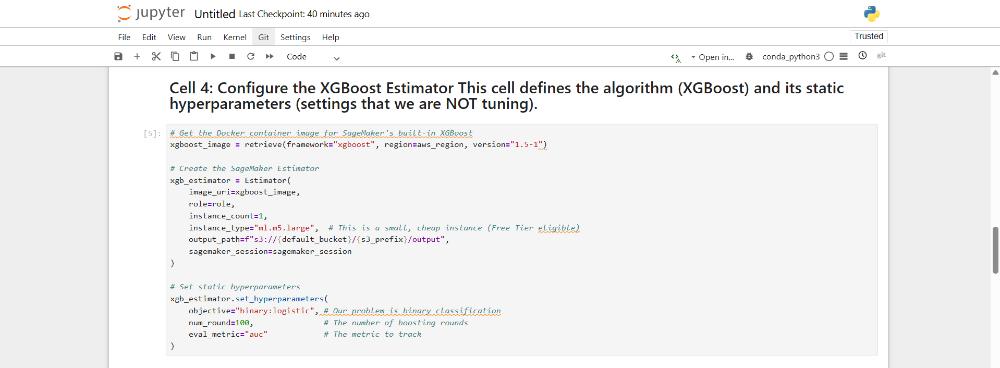 jupyter Untitled Last Checkpoint: 40 minutes ago
File Edit View Run Kernel Git Settings Help Trusted
Code Open in... conda_python3 git
Cell 4: Configure the XGBoost Estimator This cell defines the algorithm (XGBoost) and its static
hyperparameters (settings that we are NOT tuning).
[5]:
# Get the Docker container image for SageMaker's built-in XGBoost
xgboost_image = retrieve(framework="xgboost", region=aws_region, version="1.5-1")

# Create the SageMaker Estimator
xgb_estimator = Estimator(
    image_uri=xgboost_image,
    role=role,
    instance_count=1,
    instance_type="ml.m5.large",  # This is a small, cheap instance (Free Tier eligible)
    output_path=f"s3://{default_bucket}/{s3_prefix}/output",
    sagemaker_session=sagemaker_session
)

# Set static hyperparameters
xgb_estimator.set_hyperparameters(
    objective="binary:logistic", # Our problem is binary classification
    num_round=100,               # The number of boosting rounds
    eval_metric="auc"            # The metric to track
)